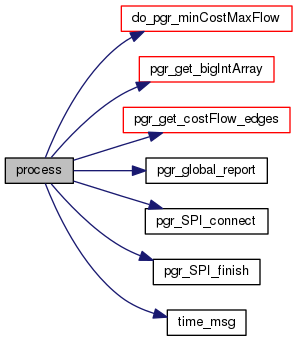 do_pgr_minCostMaxFlow
pgr_get_bigIntArray
pgr_get_costFlow_edges
process
pgr_global_report
pgr_SPI_connect
pgr_SPI_finish
time_msg